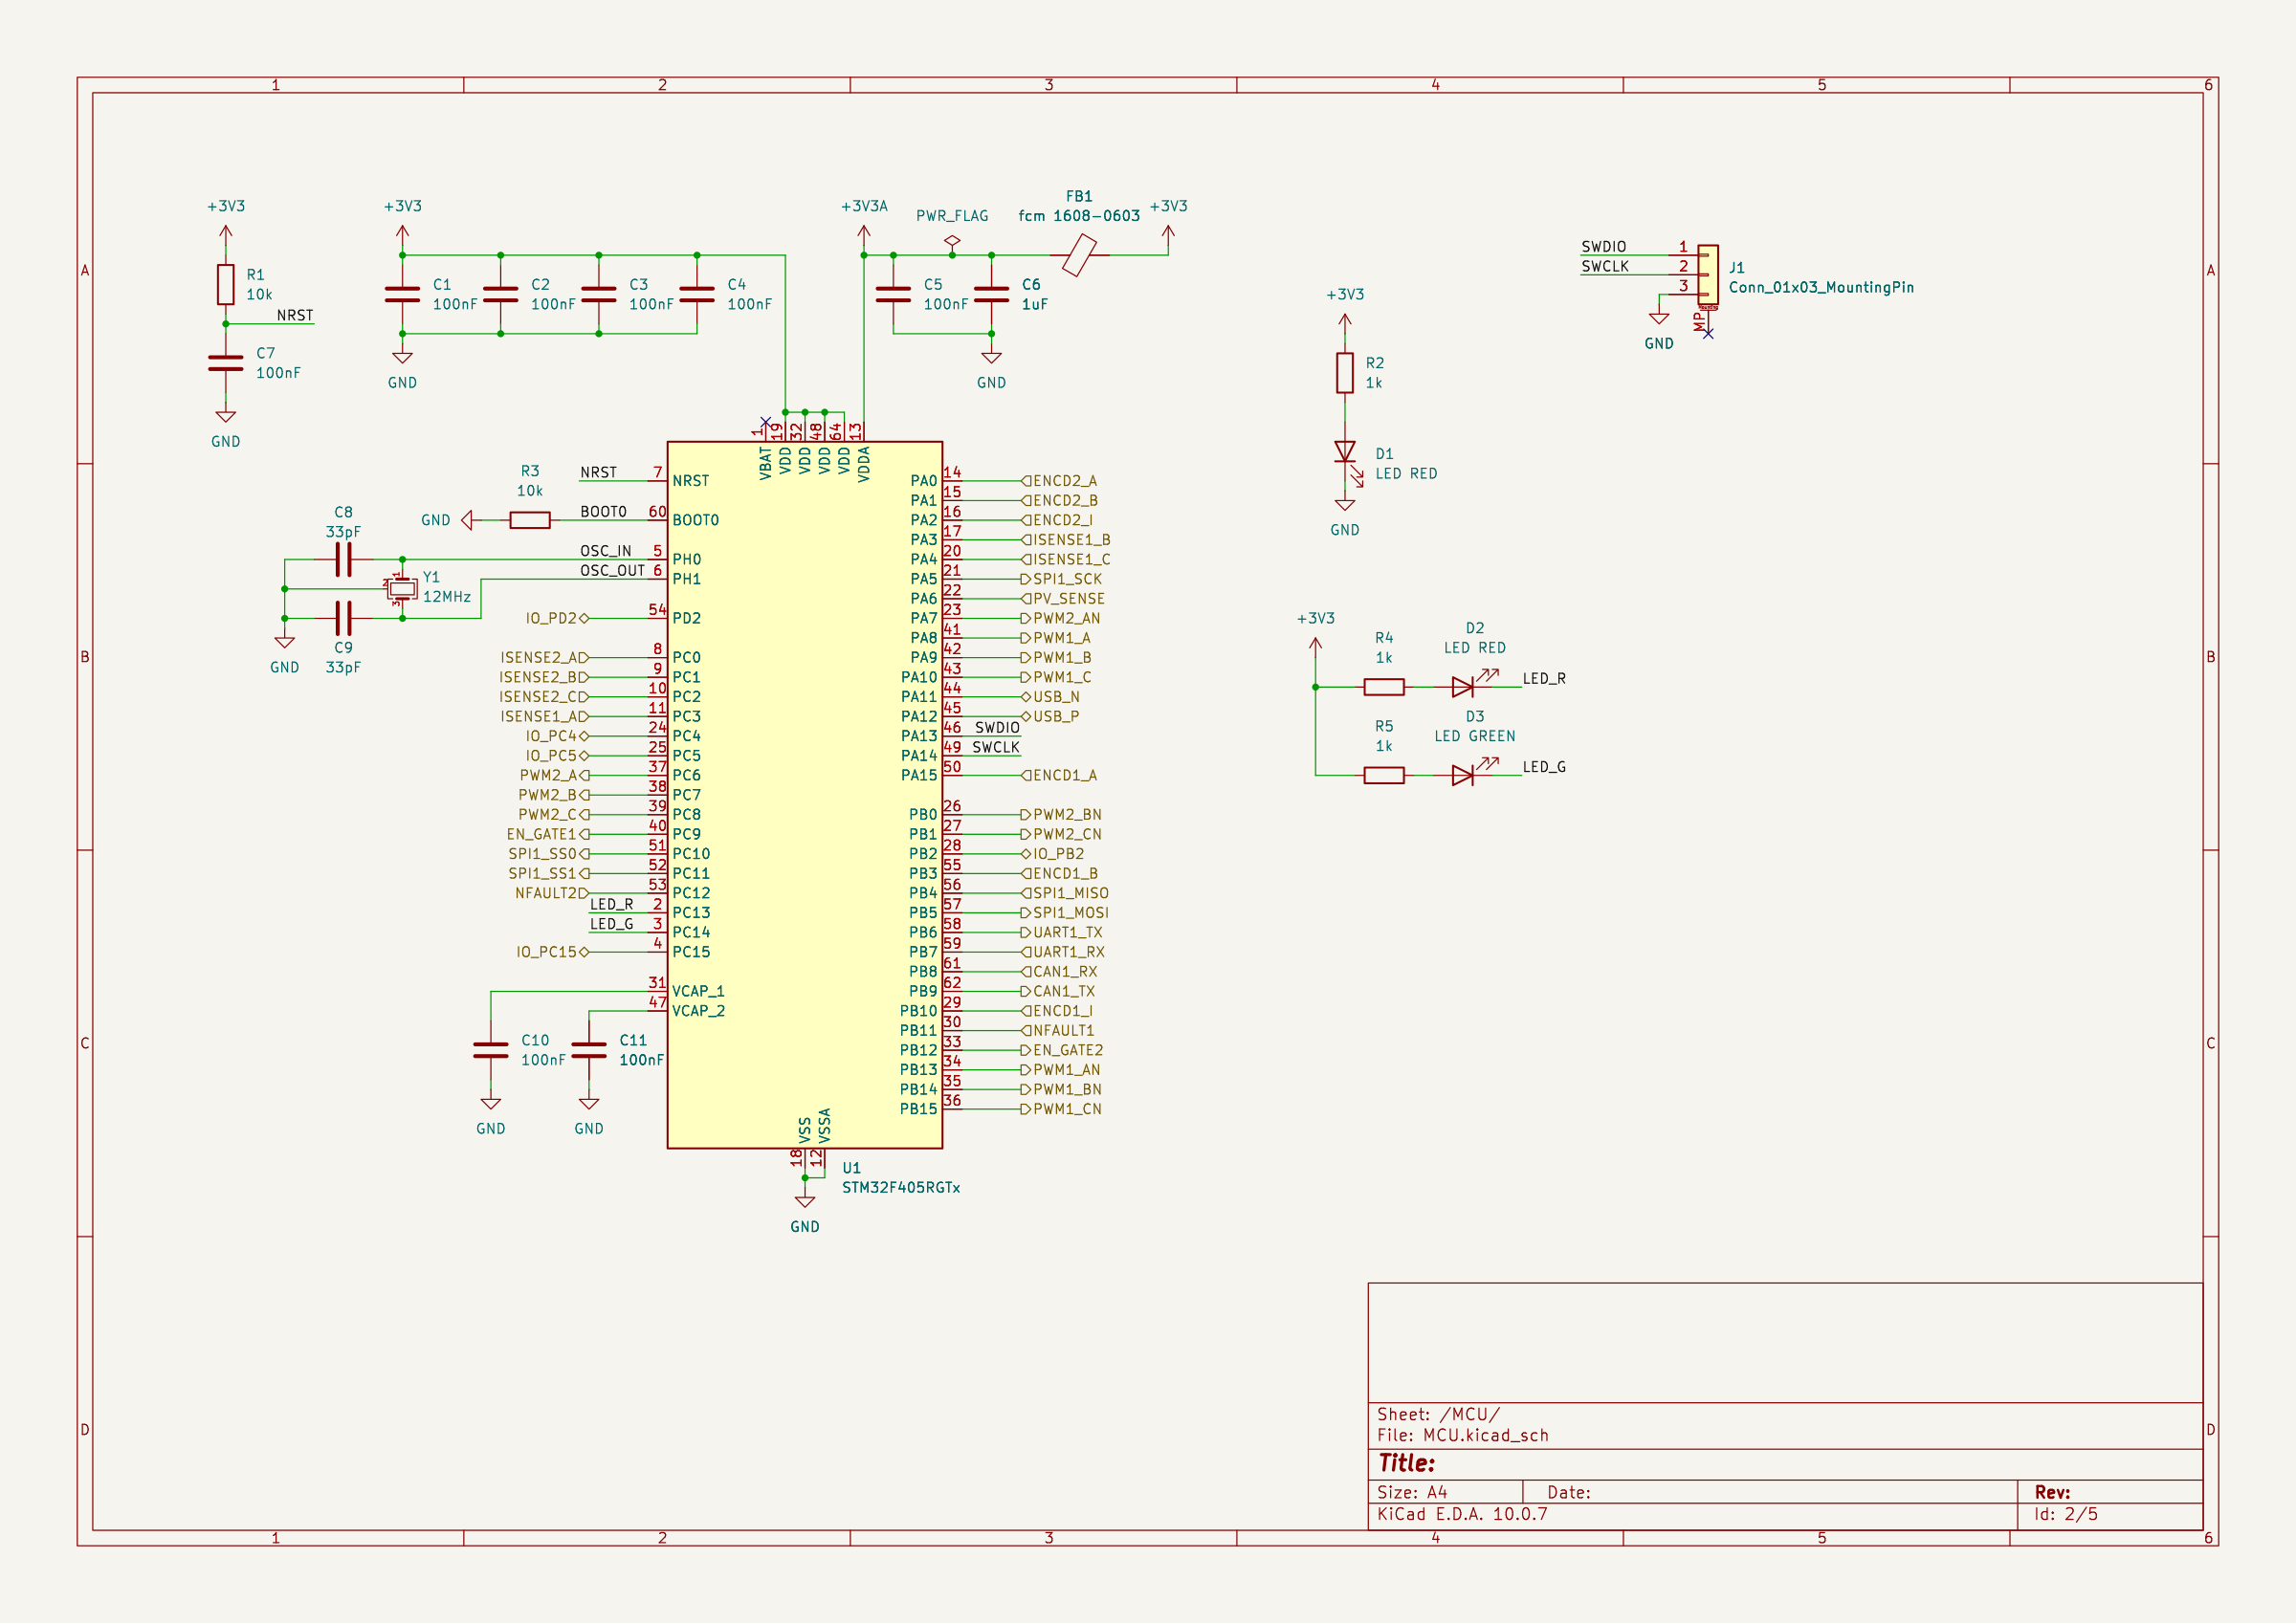 1 2 3 4 5 6
A
B
C
D
A
B
C
D
+3V3
R1
10k
NRST
C7
100nF
GND
+3V3
C1
100nF
C2
100nF
C3
100nF
C4
100nF
GND
+3V3A
PWR_FLAG
FB1
fcm 1608-0603
+3V3
C5
100nF
C6
1uF
GND
+3V3
R2
1k
D1
LED RED
GND
SWDIO
SWCLK
1
2
3
MP
J1
Conn_01x03_MountingPin
GND
+3V3
R4
1k
D2
LED RED
LED_R
R5
1k
D3
LED GREEN
LED_G
R3
10k
GND
C8
33pF
1
2
3
Y1
12MHz
C9
33pF
GND
1 VBAT
19 VDD
32 VDD
48 VDD
64 VDD
13 VDDA
NRST 7 NRST
BOOT0 60 BOOT0
OSC_IN 5 PH0
OSC_OUT 6 PH1
IO_PD2 54 PD2
ISENSE2_A 8 PC0
ISENSE2_B 9 PC1
ISENSE2_C 10 PC2
ISENSE1_A 11 PC3
IO_PC4 24 PC4
IO_PC5 25 PC5
PWM2_A 37 PC6
PWM2_B 38 PC7
PWM2_C 39 PC8
EN_GATE1 40 PC9
SPI1_SS0 51 PC10
SPI1_SS1 52 PC11
NFAULT2 53 PC12
LED_R 2 PC13
LED_G 3 PC14
IO_PC15 4 PC15
31 VCAP_1
47 VCAP_2
C10
100nF
GND
C11
100nF
GND
PA0 14 ENCD2_A
PA1 15 ENCD2_B
PA2 16 ENCD2_I
PA3 17 ISENSE1_B
PA4 20 ISENSE1_C
PA5 21 SPI1_SCK
PA6 22 PV_SENSE
PA7 23 PWM2_AN
PA8 41 PWM1_A
PA9 42 PWM1_B
PA10 43 PWM1_C
PA11 44 USB_N
PA12 45 USB_P
PA13 46 SWDIO
PA14 49 SWCLK
PA15 50 ENCD1_A
PB0 26 PWM2_BN
PB1 27 PWM2_CN
PB2 28 IO_PB2
PB3 55 ENCD1_B
PB4 56 SPI1_MISO
PB5 57 SPI1_MOSI
PB6 58 UART1_TX
PB7 59 UART1_RX
PB8 61 CAN1_RX
PB9 62 CAN1_TX
PB10 29 ENCD1_I
PB11 30 NFAULT1
PB12 33 EN_GATE2
PB13 34 PWM1_AN
PB14 35 PWM1_BN
PB15 36 PWM1_CN
VSS 18
VSSA 12
U1
STM32F405RGTx
GND
Sheet: /MCU/
File: MCU.kicad_sch
Title:
Size: A4 Date: Rev:
KiCad E.D.A. 10.0.7 Id: 2/5
1 2 3 4 5 6